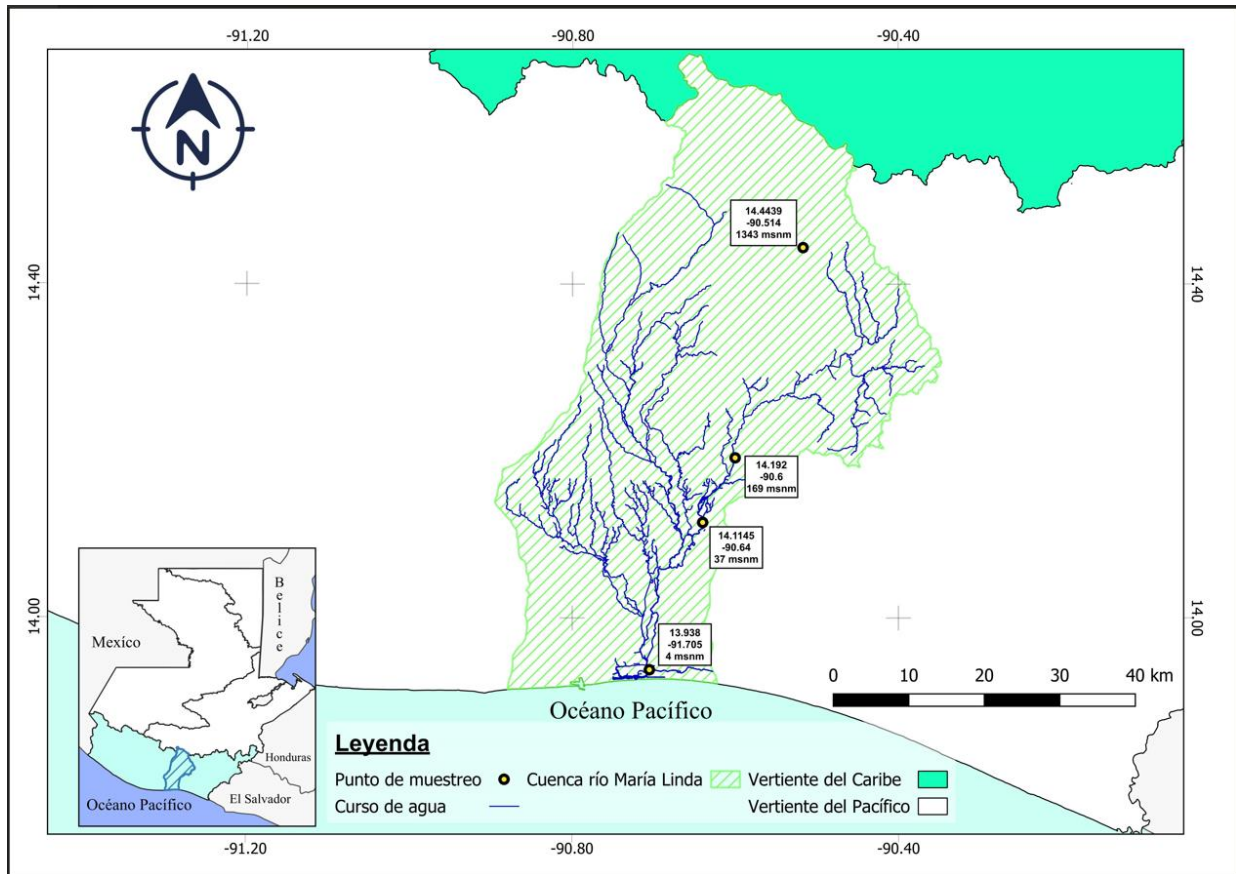 -91.20
-90.80
-90.40
N
14.4439
-90.514
1343 msnm
14.40
14.40
14.192
-90.6
169 msnm
14.1145
-90.64
37 msnm
14.00
14.00
13.938
-91.705
4 msnm
0 10 20 30 40 km
Océano Pacífico
Mexico
Belice
Honduras
El Salvador
Océano Pacífico
Leyenda
Punto de muestreo Cuenca río María Linda Vertiente del Caribe
Curso de agua Vertiente del Pacífico
-91.20
-90.80
-90.40